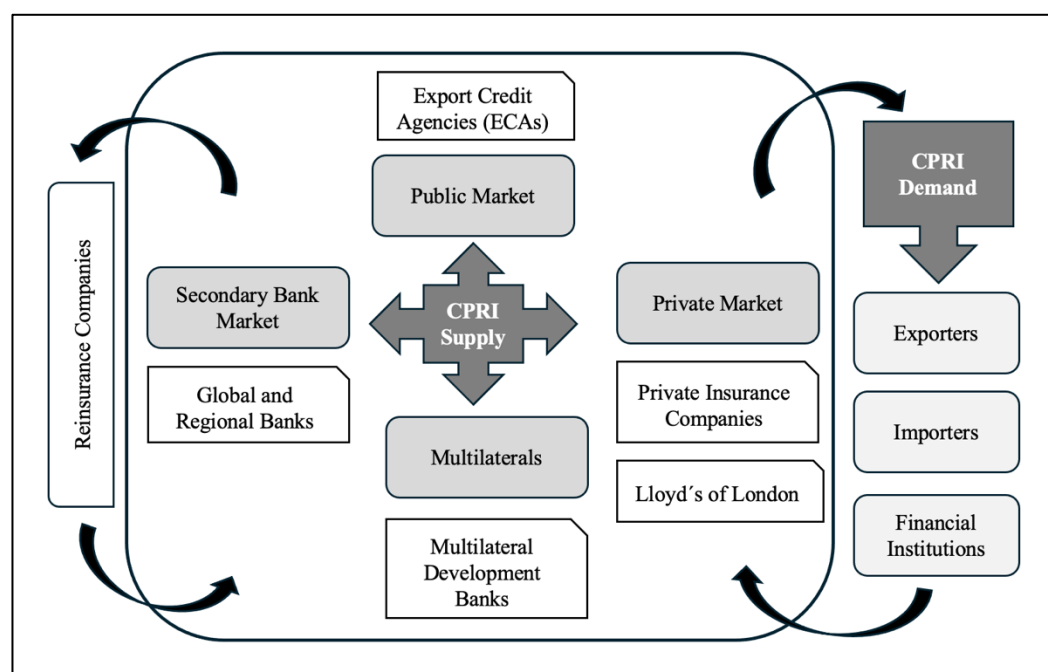 Export Credit
Agencies (ECAs)
Public Market
CPRI
Demand
Reinsurance Companies
Secondary Bank
Market
CPRI
Supply
Private Market
Exporters
Global and
Regional Banks
Private Insurance
Companies
Importers
Multilaterals
Lloyd´s of London
Multilateral
Development
Banks
Financial
Institutions